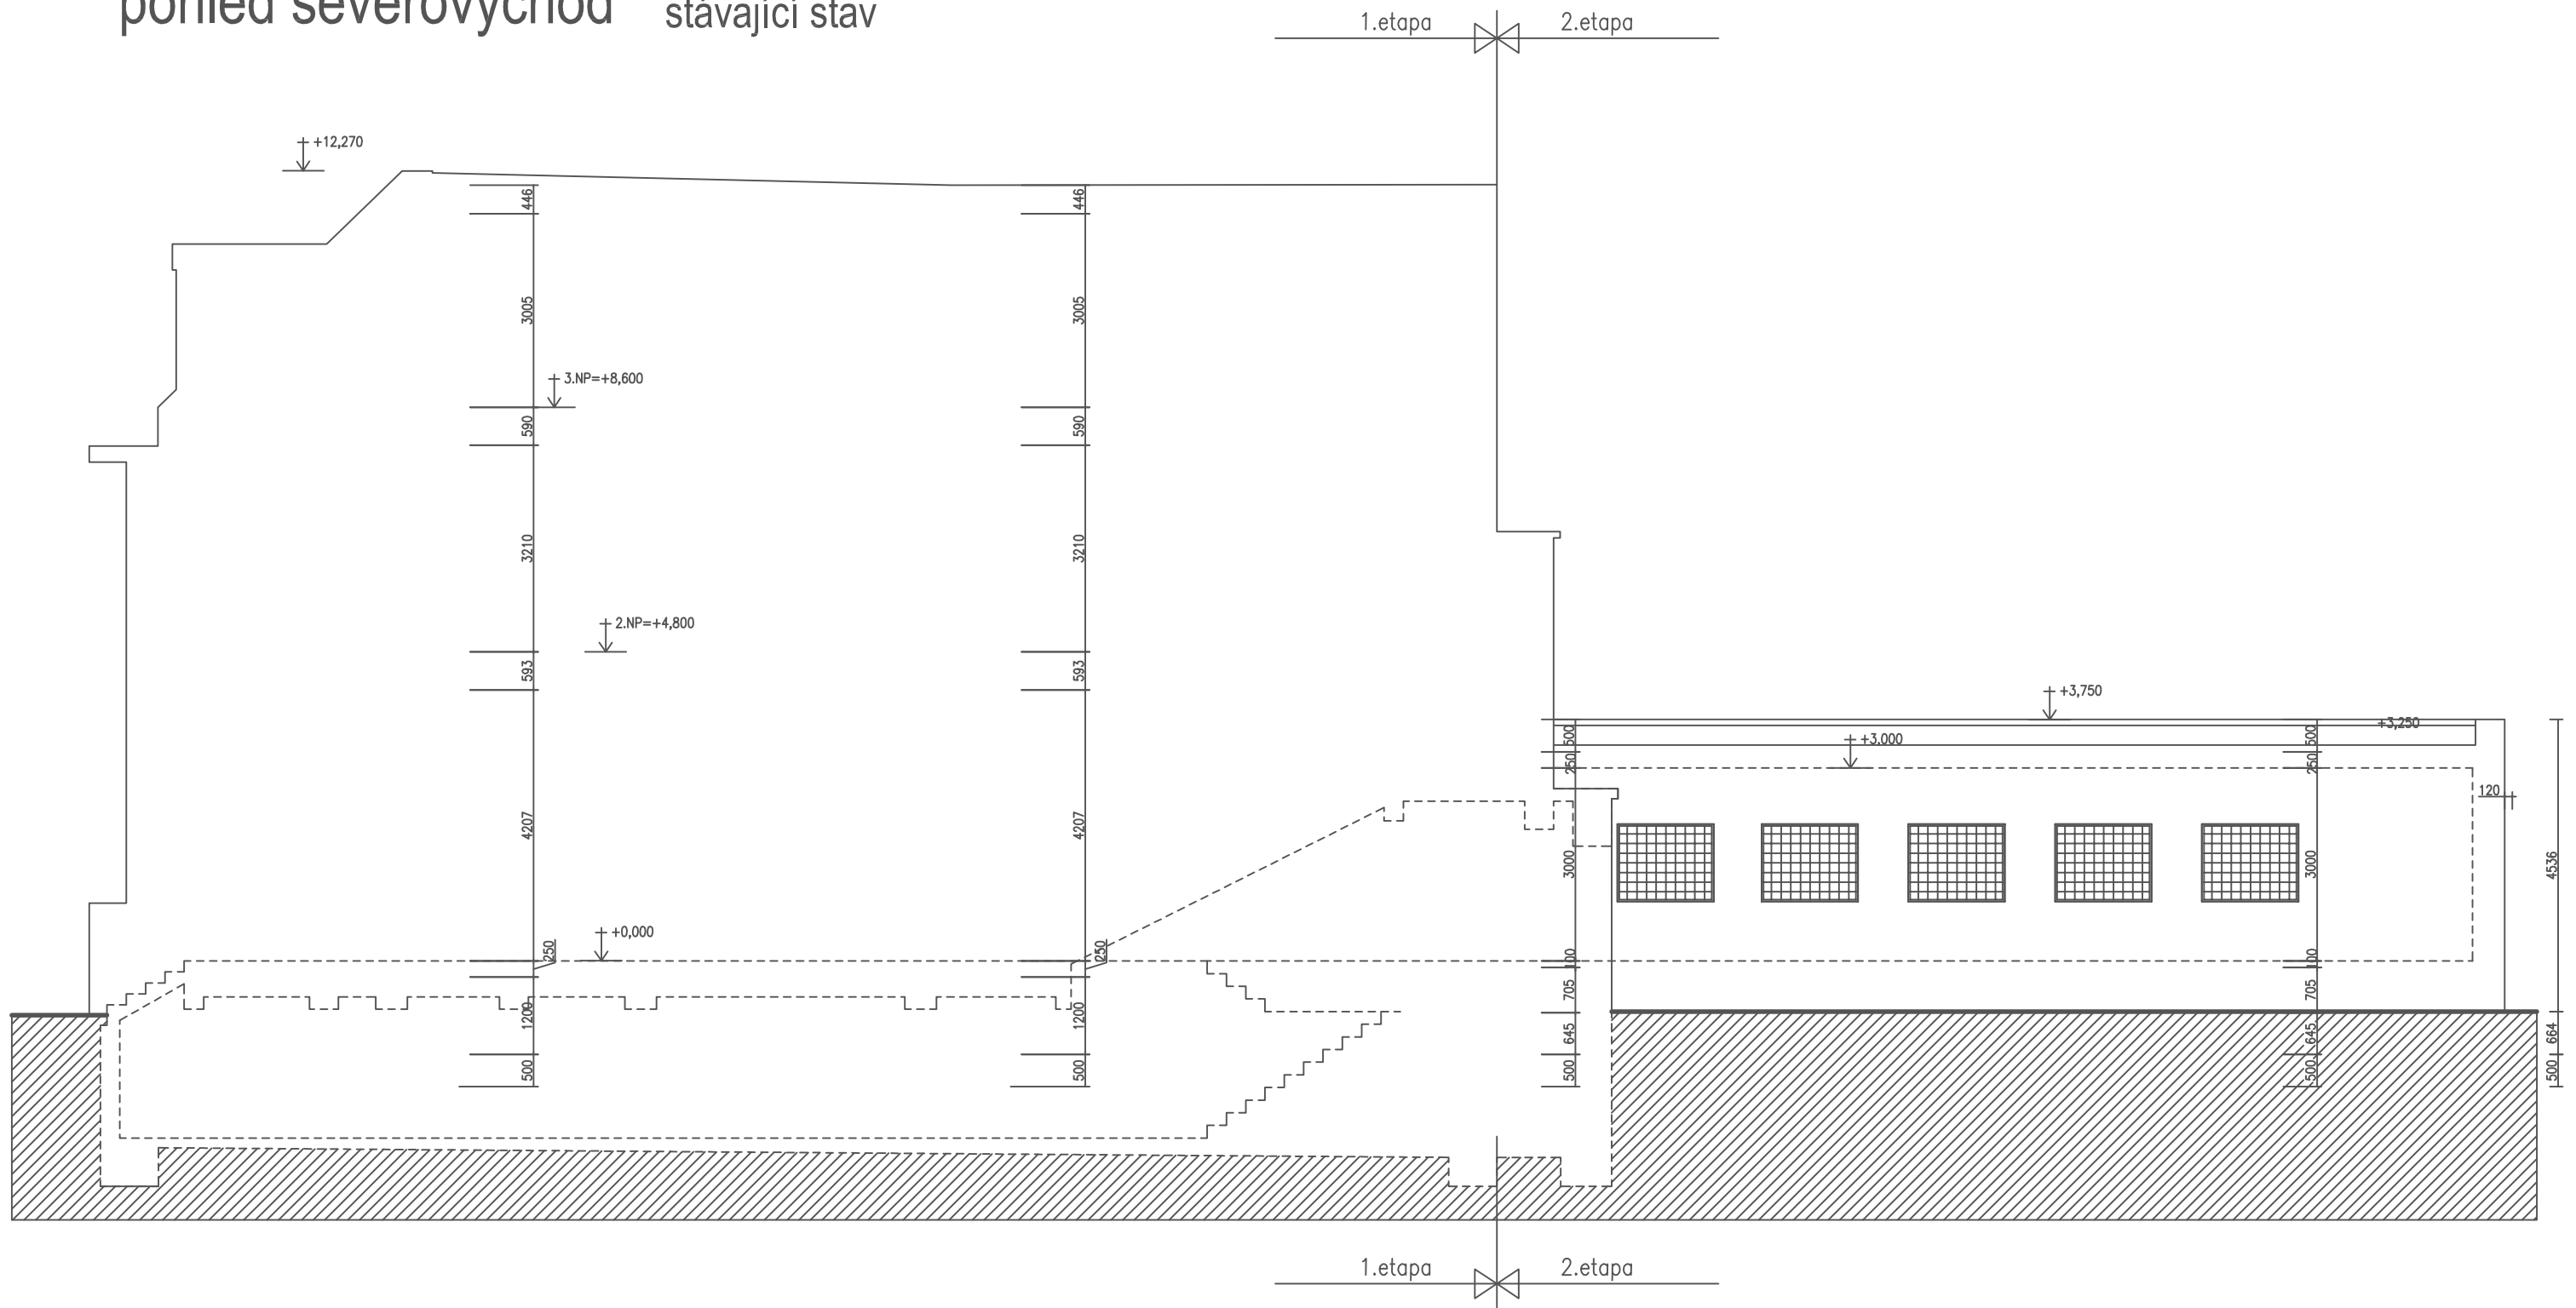 pohled severovýchod stávající stav
1.etapa 2.etapa
+12,270
446 446
3005 3005
3.NP=+8,600
590 590
3210 3210
2.NP=+4,800
593 593
+3,750
+3,250
500 500
+3,000
250 250
120
4207 4207
3000 3000
4536
+0,000
250 250
100 100
705 705
1200 1200
645 645 664
500 500 500 500 500
1.etapa 2.etapa